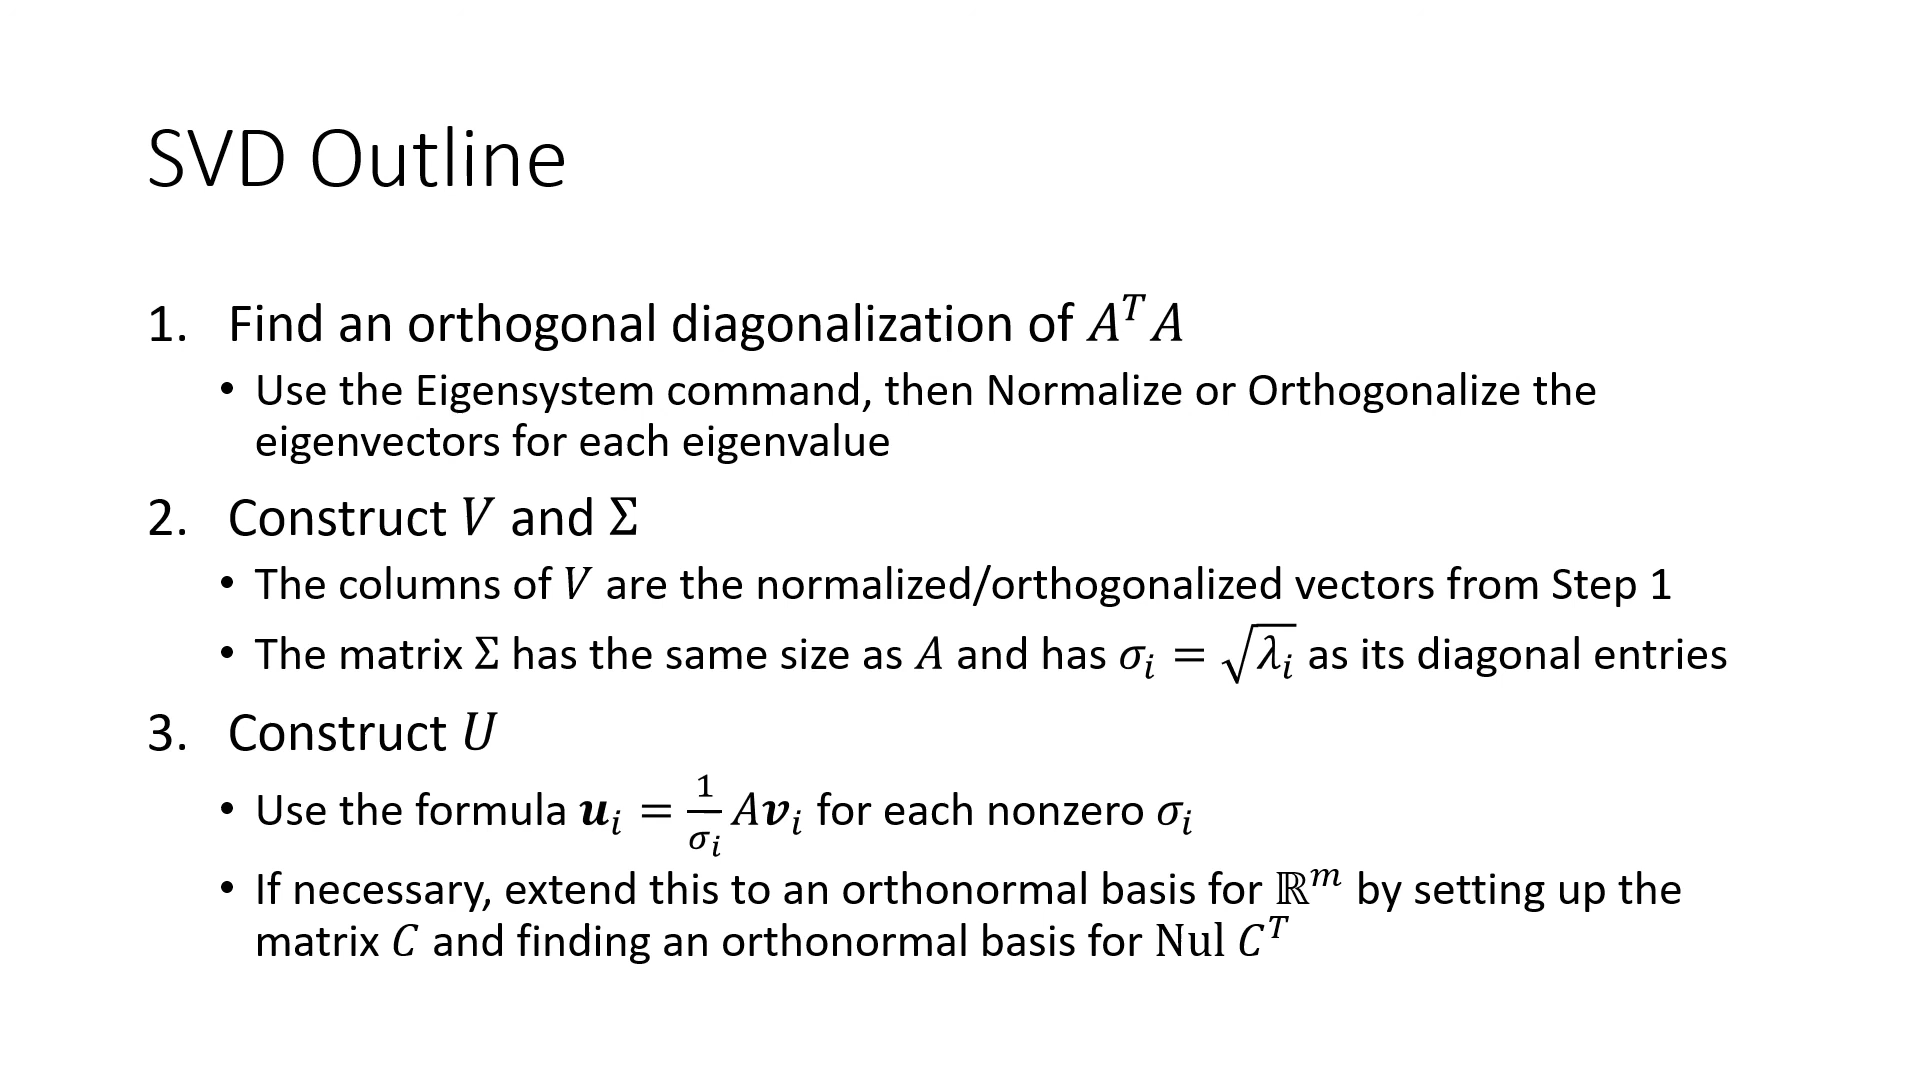 SVD Outline
1. Find an orthogonal diagonalization of $A^T A$
• Use the Eigensystem command, then Normalize or Orthogonalize the
eigenvectors for each eigenvalue
2. Construct $V$ and $\Sigma$
• The columns of $V$ are the normalized/orthogonalized vectors from Step 1
• The matrix $\Sigma$ has the same size as $A$ and has $\sigma_i = \sqrt{\lambda_i}$ as its diagonal entries
3. Construct $U$
• Use the formula $\boldsymbol{u}_i = \frac{1}{\sigma_i} A\boldsymbol{v}_i$ for each nonzero $\sigma_i$
• If necessary, extend this to an orthonormal basis for $\mathbb{R}^m$ by setting up the
matrix $C$ and finding an orthonormal basis for $\text{Nul } C^T$